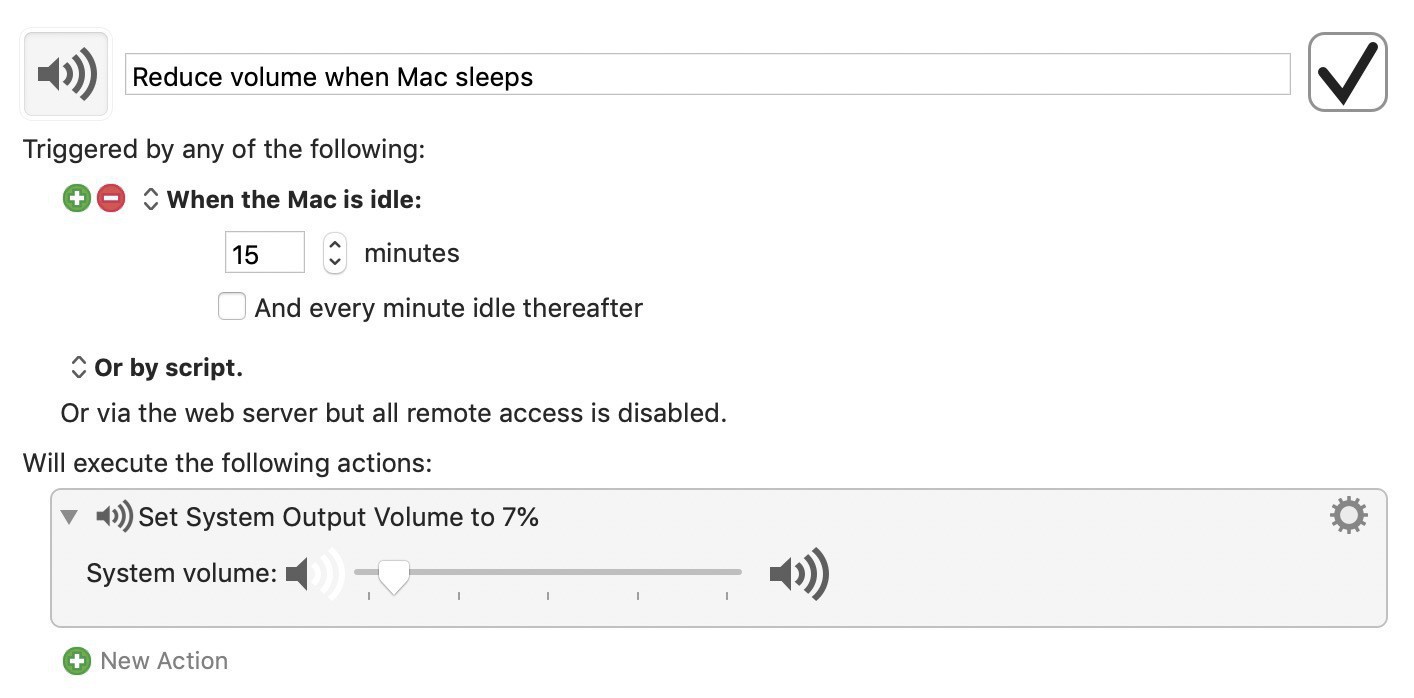 Reduce volume when Mac sleeps
Triggered by any of the following:
When the Mac is idle:
15 minutes
And every minute idle thereafter
Or by script.
Or via the web server but all remote access is disabled.
Will execute the following actions:
Set System Output Volume to 7%
System volume:
New Action